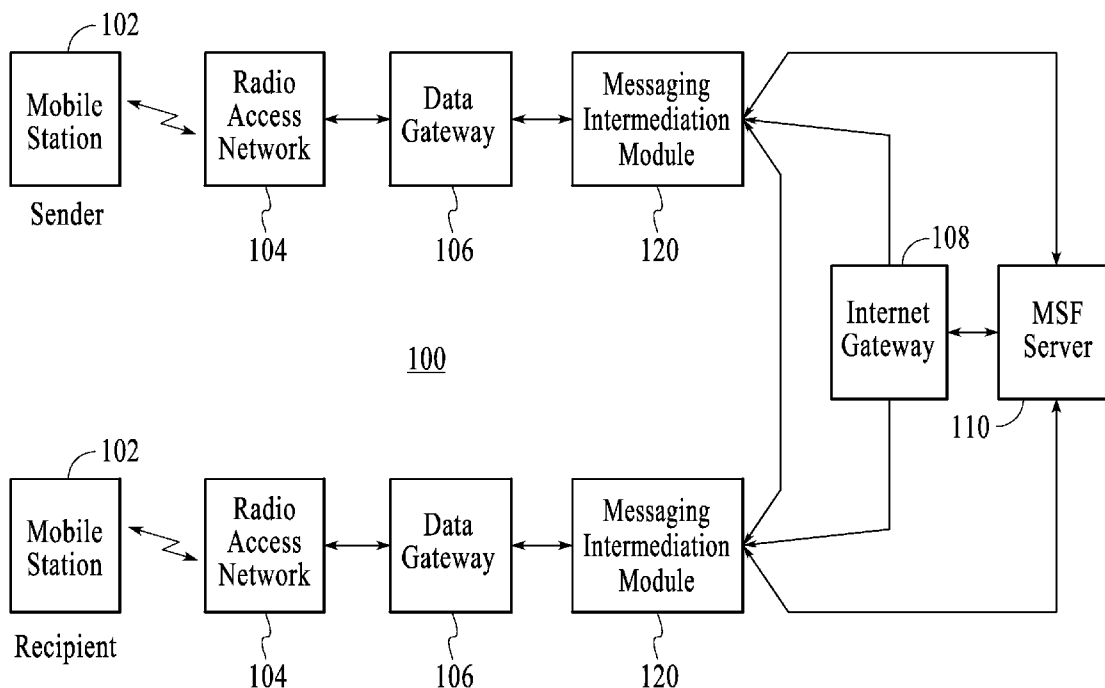 102
Mobile
Station
Sender
Radio
Access
Network
104
Data
Gateway
106
Messaging
Intermediation
Module
120
108
Internet
Gateway
MSF
Server
110
100
102
Mobile
Station
Recipient
Radio
Access
Network
104
Data
Gateway
106
Messaging
Intermediation
Module
120